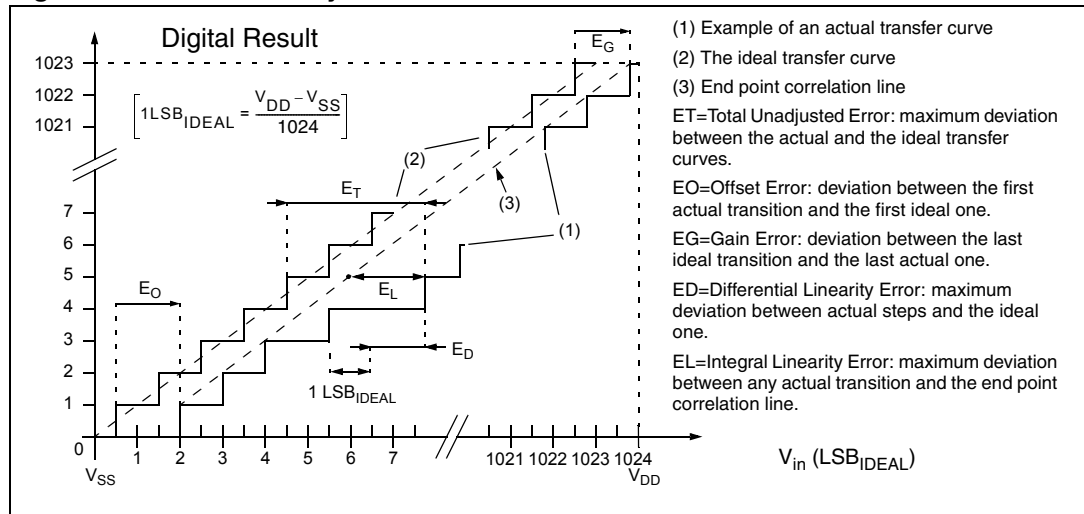 Digital Result
E_G
1023
1022
1021
[1LSB_IDEAL = (V_DD – V_SS) / 1024]
(2)
E_T
(3)
(1)
7
6
5
4
3
2
1
0
E_O
E_L
E_D
1 LSB_IDEAL
1 2 3 4 5 6 7 1021 1022 1023 1024
V_SS
V_DD
V_in (LSB_IDEAL)
(1) Example of an actual transfer curve
(2) The ideal transfer curve
(3) End point correlation line
ET=Total Unadjusted Error: maximum deviation
between the actual and the ideal transfer
curves.
EO=Offset Error: deviation between the first
actual transition and the first ideal one.
EG=Gain Error: deviation between the last
ideal transition and the last actual one.
ED=Differential Linearity Error: maximum
deviation between actual steps and the ideal
one.
EL=Integral Linearity Error: maximum deviation
between any actual transition and the end point
correlation line.